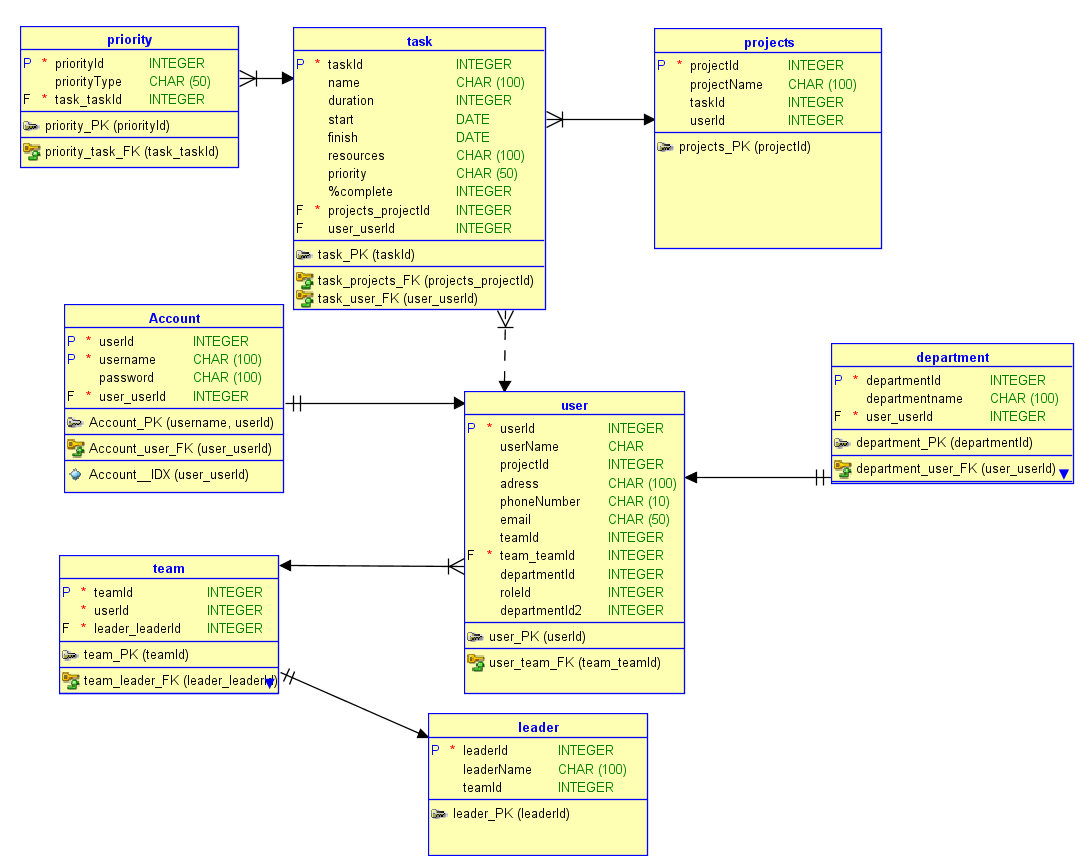 priority
P * priorityId INTEGER
priorityType CHAR (50)
F * task_taskId INTEGER
priority_PK (priorityId)
priority_task_FK (task_taskId)
task
P * taskId INTEGER
name CHAR (100)
duration INTEGER
start DATE
finish DATE
resources CHAR (100)
priority CHAR (50)
%complete INTEGER
F * projects_projectId INTEGER
F user_userId INTEGER
task_PK (taskId)
task_projects_FK (projects_projectId)
task_user_FK (user_userId)
projects
P * projectId INTEGER
projectName CHAR (100)
taskId INTEGER
userId INTEGER
projects_PK (projectId)
Account
P * userId INTEGER
P * username CHAR (100)
password CHAR (100)
F * user_userId INTEGER
Account_PK (username, userId)
Account_user_FK (user_userId)
Account__IDX (user_userId)
user
P * userId INTEGER
userName CHAR
projectId INTEGER
adress CHAR (100)
phoneNumber CHAR (10)
email CHAR (50)
teamId INTEGER
F * team_teamId INTEGER
departmentId INTEGER
roleId INTEGER
departmentId2 INTEGER
user_PK (userId)
user_team_FK (team_teamId)
department
P * departmentId INTEGER
departmentname CHAR (100)
F * user_userId INTEGER
department_PK (departmentId)
department_user_FK (user_userId)
team
P * teamId INTEGER
* userId INTEGER
F * leader_leaderId INTEGER
team_PK (teamId)
team_leader_FK (leader_leaderId)
leader
P * leaderId INTEGER
leaderName CHAR (100)
teamId INTEGER
leader_PK (leaderId)